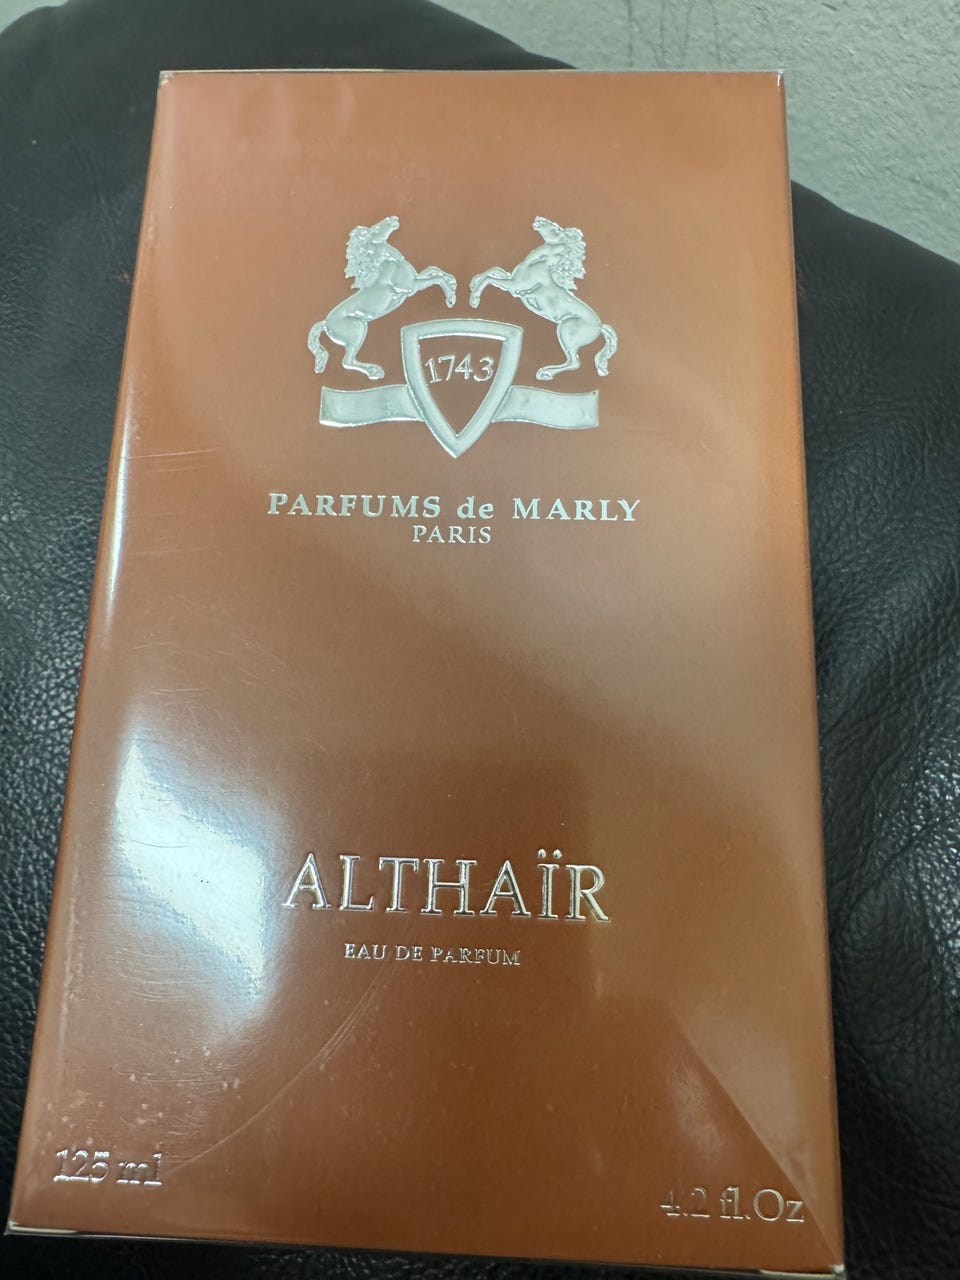 1743
PARFUMS de MARLY
PARIS
ALTHAÏR
EAU DE PARFUM
125 ml
4.2 fl.Oz